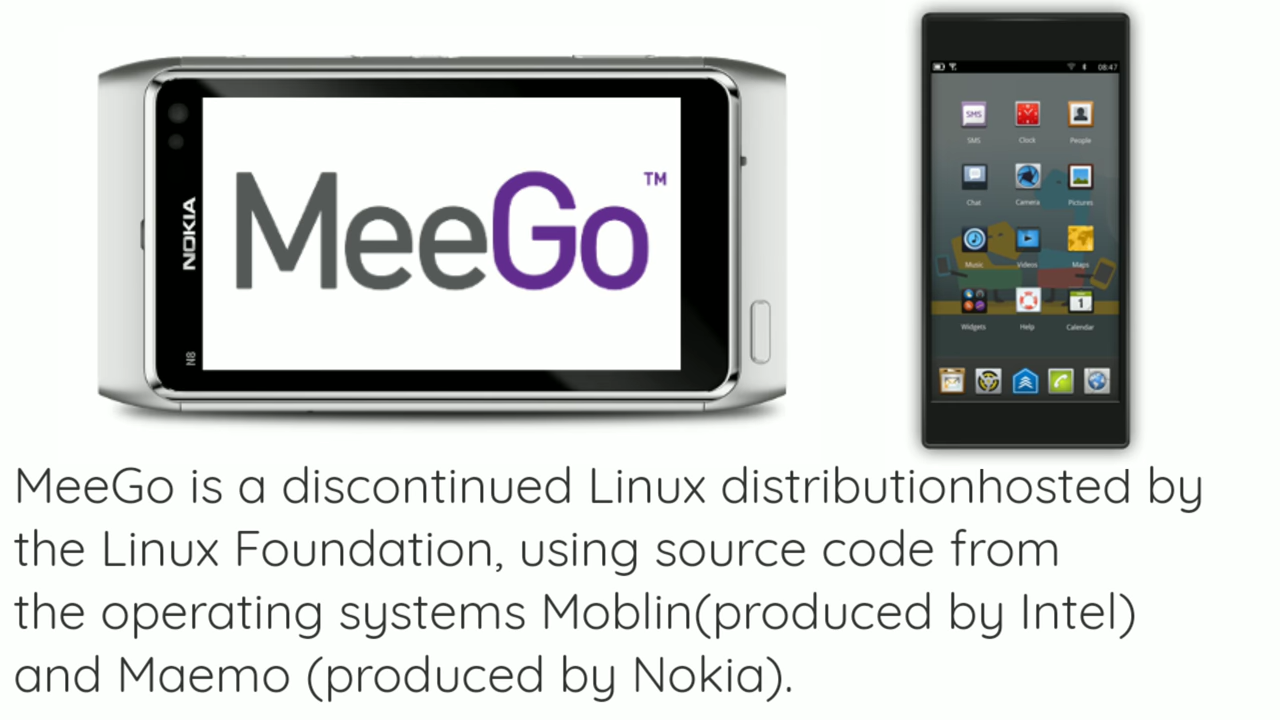 MeeGo™
NOKIA
N8
08:47
SMS
SMS Clock People
Chat Camera Pictures
Music Videos Maps
1
Widgets Help Calendar
MeeGo is a discontinued Linux distributionhosted by
the Linux Foundation, using source code from
the operating systems Moblin(produced by Intel)
and Maemo (produced by Nokia).